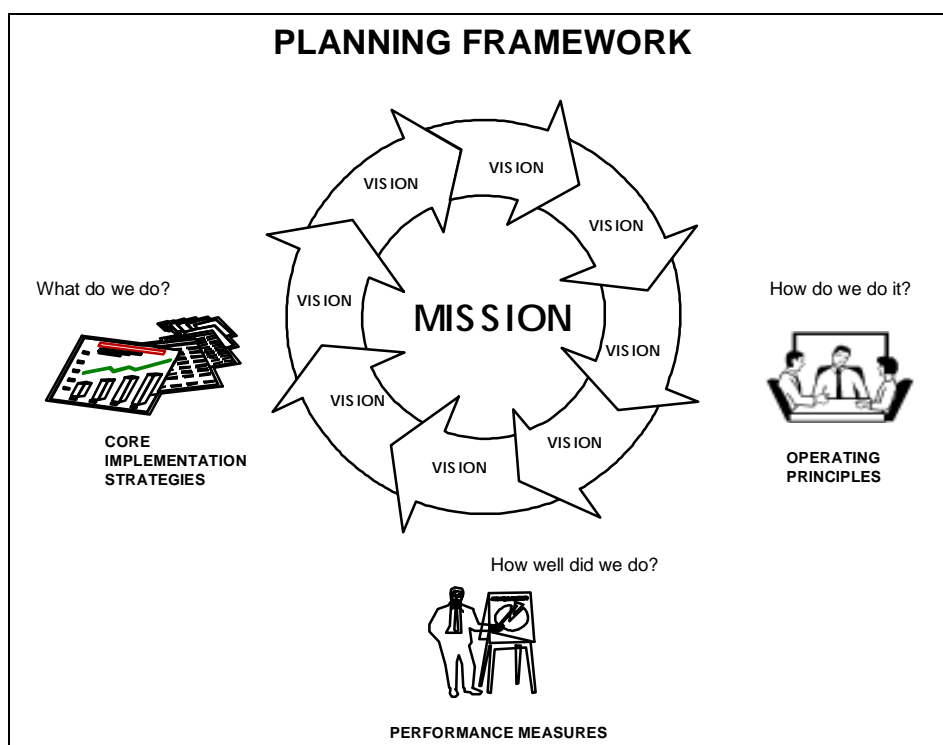 PLANNING FRAMEWORK
VISION
VISION
VISION
VISION
VISION
VISION
VISION
VISION
VISION
MISSION
What do we do?
CORE
IMPLEMENTATION
STRATEGIES
How do we do it?
OPERATING
PRINCIPLES
How well did we do?
PERFORMANCE MEASURES